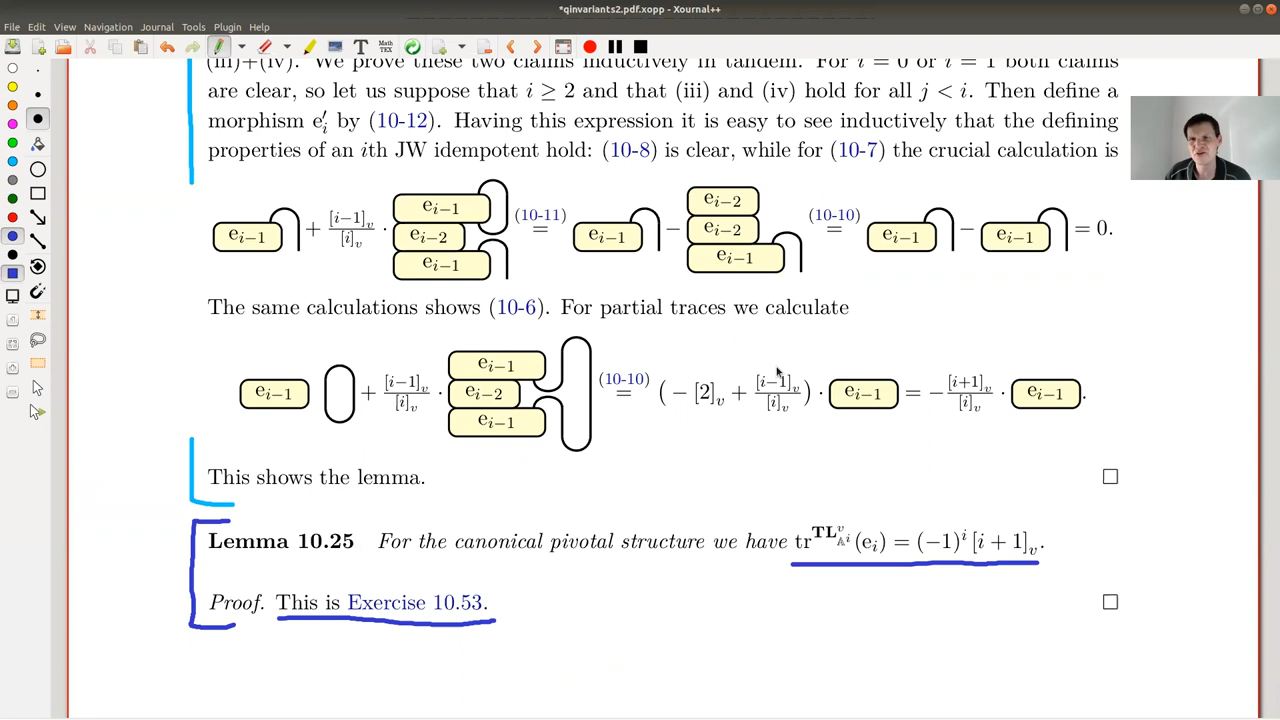 *qinvariants2.pdf.xopp - Xournal++
File Edit View Navigation Journal Tools Plugin Help
(iii)+(iv). We prove these two claims inductively in tandem. For i = 0 or i = 1 both claims
are clear, so let us suppose that i ≥ 2 and that (iii) and (iv) hold for all j < i. Then define a
morphism e′ᵢ by (10-12). Having this expression it is easy to see inductively that the defining
properties of an ith JW idempotent hold: (10-8) is clear, while for (10-7) the crucial calculation is
e_{i−1} + [i−1]_v/[i]_v · e_{i−1} e_{i−2} e_{i−1} (10-11) = e_{i−1} − e_{i−2} e_{i−2} e_{i−1} (10-10) = e_{i−1} − e_{i−1} = 0.
The same calculations shows (10-6). For partial traces we calculate
e_{i−1} + [i−1]_v/[i]_v · e_{i−1} e_{i−2} e_{i−1} (10-10) = (− [2]_v + [i−1]_v/[i]_v) · e_{i−1} = −[i+1]_v/[i]_v · e_{i−1}.
This shows the lemma.
Lemma 10.25 For the canonical pivotal structure we have tr^{TL^v_{𝔸^i}}(e_i) = (−1)^i [i + 1]_v.
Proof. This is Exercise 10.53.